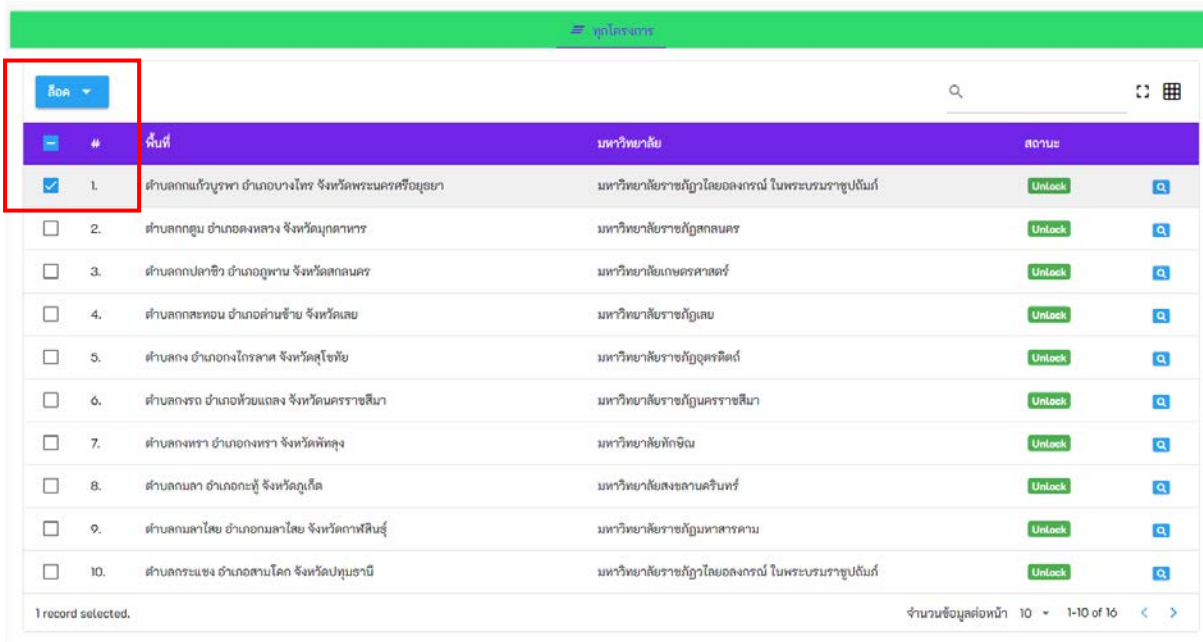 ทุกโครงการ
ล็อค
# พื้นที่ มหาวิทยาลัย สถานะ
1. ตำบลกกแก้วบูรพา อำเภอบางไทร จังหวัดพระนครศรีอยุธยา มหาวิทยาลัยราชภัฏวไลยอลงกรณ์ ในพระบรมราชูปถัมภ์ Unlock
2. ตำบลกกตูม อำเภอดงหลวง จังหวัดมุกดาหาร มหาวิทยาลัยราชภัฏสกลนคร Unlock
3. ตำบลกกปลาซิว อำเภอภูพาน จังหวัดสกลนคร มหาวิทยาลัยเกษตรศาสตร์ Unlock
4. ตำบลกกสะทอน อำเภอด่านซ้าย จังหวัดเลย มหาวิทยาลัยราชภัฏเลย Unlock
5. ตำบลกง อำเภอกงไกรลาศ จังหวัดสุโขทัย มหาวิทยาลัยราชภัฏอุตรดิตถ์ Unlock
6. ตำบลกงรถ อำเภอห้วยแถลง จังหวัดนครราชสีมา มหาวิทยาลัยราชภัฏนครราชสีมา Unlock
7. ตำบลกงหรา อำเภอกงหรา จังหวัดพัทลุง มหาวิทยาลัยทักษิณ Unlock
8. ตำบลกมลา อำเภอกะทู้ จังหวัดภูเก็ต มหาวิทยาลัยสงขลานครินทร์ Unlock
9. ตำบลกมลาไสย อำเภอกมลาไสย จังหวัดกาฬสินธุ์ มหาวิทยาลัยราชภัฏมหาสารคาม Unlock
10. ตำบลกระแชง อำเภอสามโคก จังหวัดปทุมธานี มหาวิทยาลัยราชภัฏวไลยอลงกรณ์ ในพระบรมราชูปถัมภ์ Unlock
1 record selected. จำนวนข้อมูลต่อหน้า 10 1-10 of 16